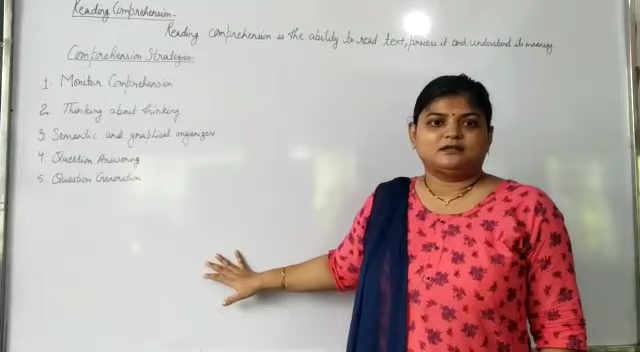 Reading Comprehension.
Reading comprehension is the ability to read text, process it and understand its meaning.
Comprehension Strategies-
1. Monitor Comprehension
2. Thinking about thinking
3. Semantic and graphical organizers
4. Question Answering
5. Question Generation